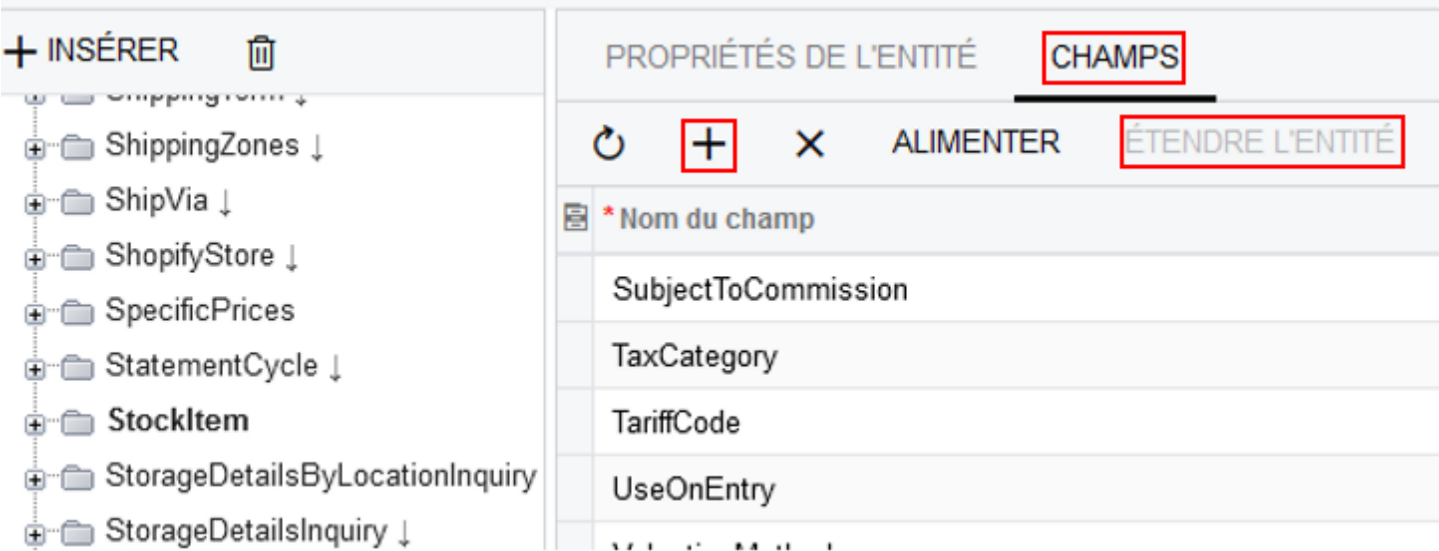 INSÉRER
ShippingTerm ↓
ShippingZones ↓
ShipVia ↓
ShopifyStore ↓
SpecificPrices
StatementCycle ↓
StockItem
StorageDetailsByLocationInquiry
StorageDetailsInquiry ↓
PROPRIÉTÉS DE L'ENTITÉ CHAMPS
ALIMENTER ÉTENDRE L'ENTITÉ
* Nom du champ
SubjectToCommission
TaxCategory
TariffCode
UseOnEntry